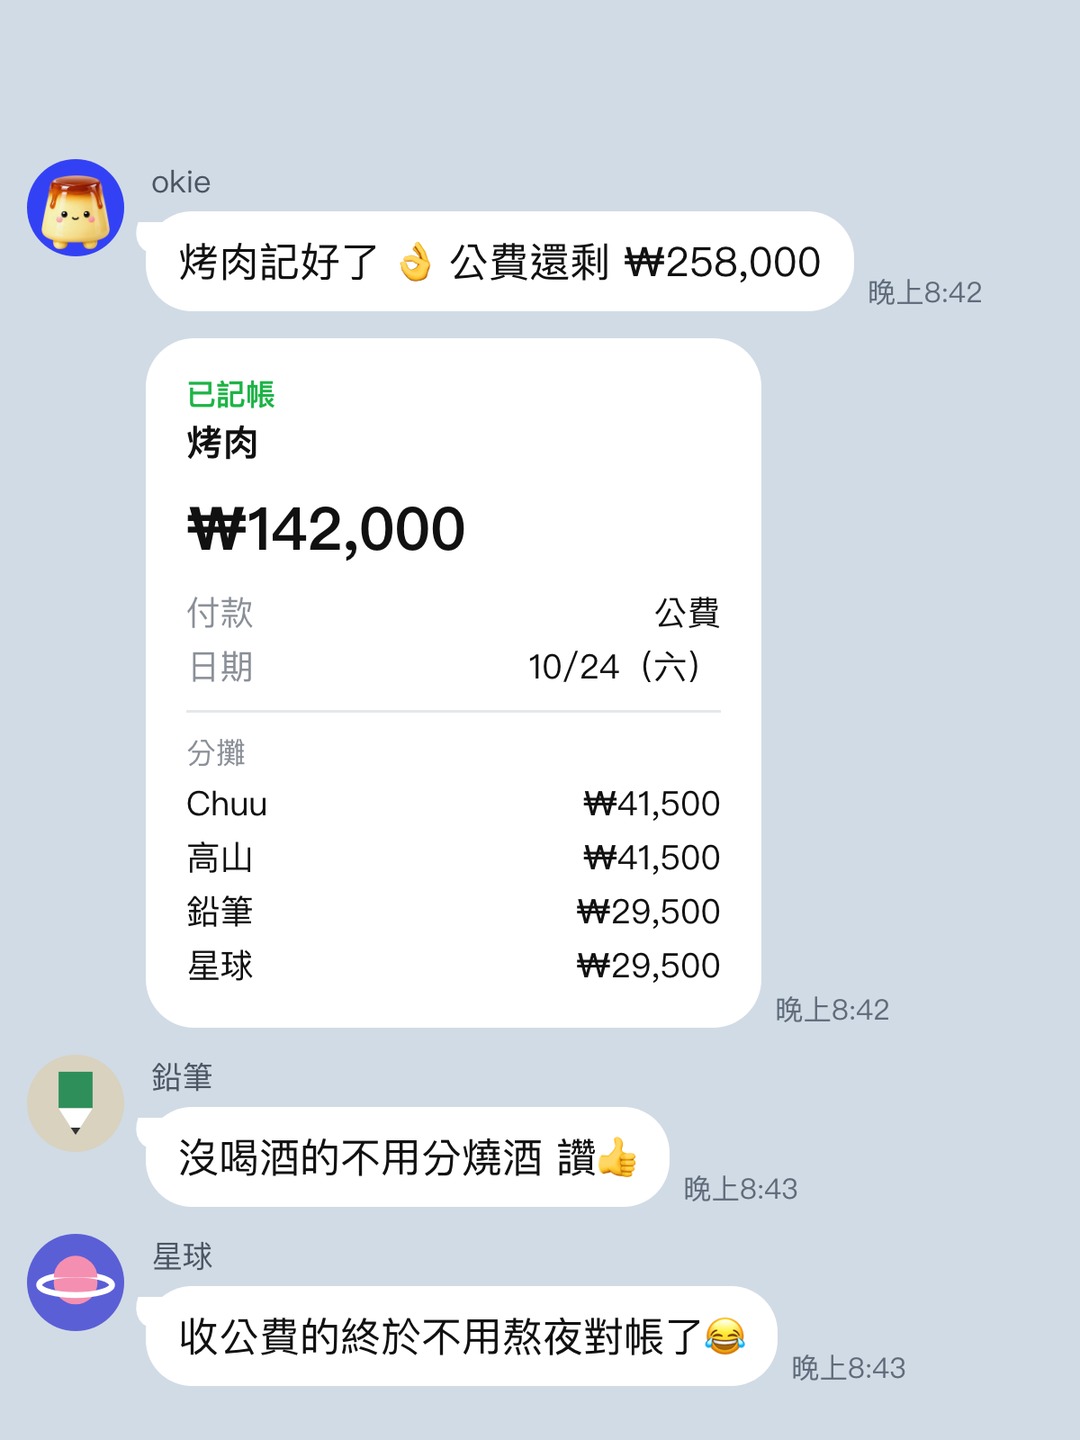 okie
烤肉記好了 👌 公費還剩 ₩258,000
晚上8:42
已記帳
烤肉
₩142,000
付款 公費
日期 10/24（六）
分攤
Chuu ₩41,500
高山 ₩41,500
鉛筆 ₩29,500
星球 ₩29,500
晚上8:42
鉛筆
沒喝酒的不用分燒酒 讚👍
晚上8:43
星球
收公費的終於不用熬夜對帳了😂
晚上8:43